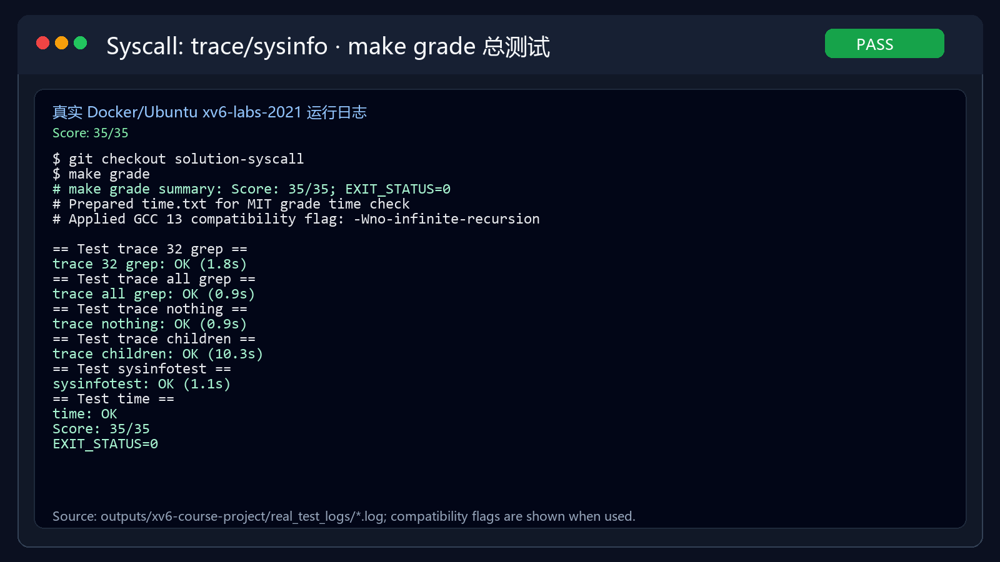 Syscall: trace/sysinfo · make grade 总测试
PASS
真实 Docker/Ubuntu xv6-labs-2021 运行日志
Score: 35/35
$ git checkout solution-syscall
$ make grade
# make grade summary: Score: 35/35; EXIT_STATUS=0
# Prepared time.txt for MIT grade time check
# Applied GCC 13 compatibility flag: -Wno-infinite-recursion
== Test trace 32 grep ==
trace 32 grep: OK (1.8s)
== Test trace all grep ==
trace all grep: OK (0.9s)
== Test trace nothing ==
trace nothing: OK (0.9s)
== Test trace children ==
trace children: OK (10.3s)
== Test sysinfotest ==
sysinfotest: OK (1.1s)
== Test time ==
time: OK
Score: 35/35
EXIT_STATUS=0
Source: outputs/xv6-course-project/real_test_logs/*.log; compatibility flags are shown when used.